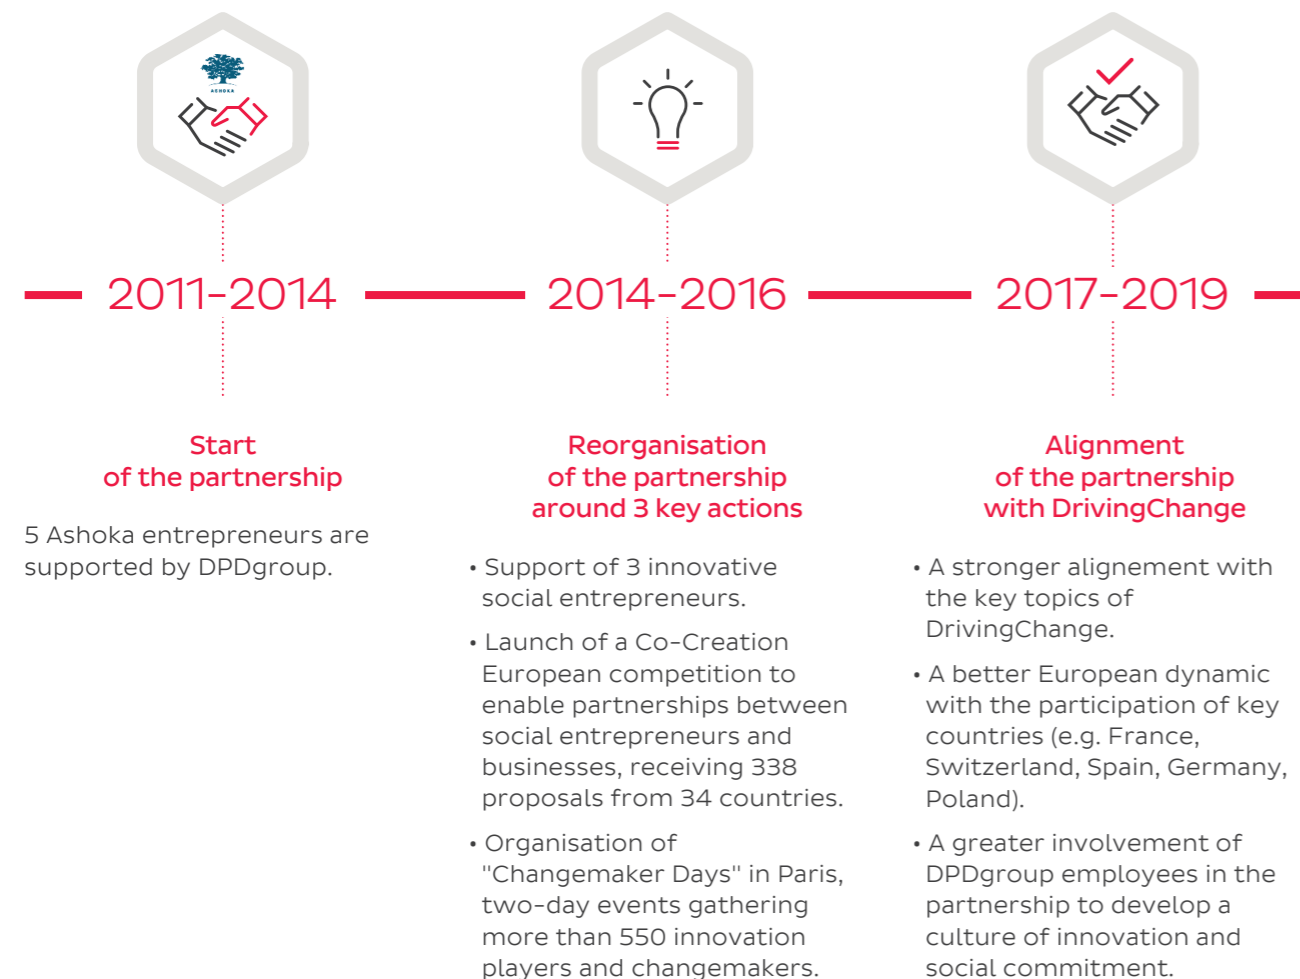 ASHOKA
2011-2014
Start
of the partnership
5 Ashoka entrepreneurs are
supported by DPDgroup.
2014-2016
Reorganisation
of the partnership
around 3 key actions
• Support of 3 innovative
social entrepreneurs.
• Launch of a Co-Creation
European competition to
enable partnerships between
social entrepreneurs and
businesses, receiving 338
proposals from 34 countries.
• Organisation of
"Changemaker Days" in Paris,
two-day events gathering
more than 550 innovation
players and changemakers.
2017-2019
Alignment
of the partnership
with DrivingChange
• A stronger alignement with
the key topics of
DrivingChange.
• A better European dynamic
with the participation of key
countries (e.g. France,
Switzerland, Spain, Germany,
Poland).
• A greater involvement of
DPDgroup employees in the
partnership to develop a
culture of innovation and
social commitment.